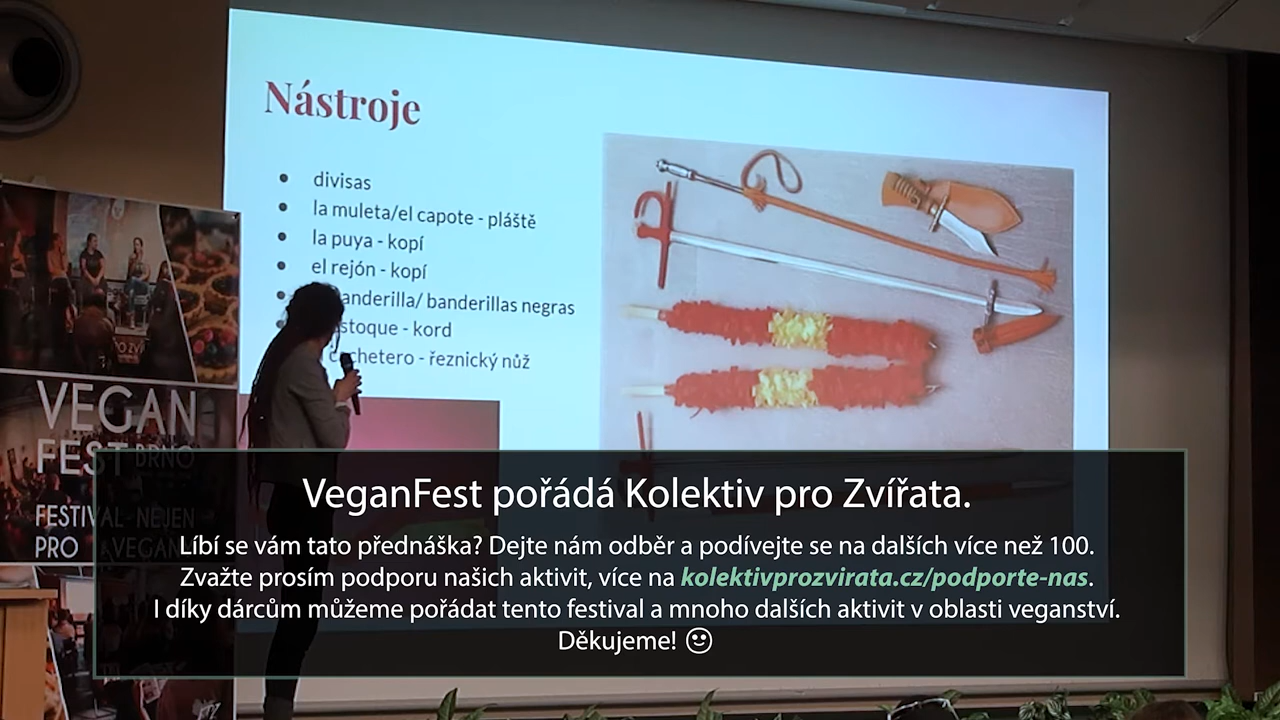 Nástroje
divisas
la muleta/el capote - pláště
la puya - kopí
el rejón - kopí
banderilla/ banderillas negras
estoque - kord
cachetero - řeznický nůž
VEGAN
FEST BRNO
FESTIVAL NEJEN
PRO VEGANY
VeganFest pořádá Kolektiv pro Zvířata.
Líbí se vám tato přednáška? Dejte nám odběr a podívejte se na dalších více než 100.
Zvažte prosím podporu našich aktivit, více na kolektivprozvirata.cz/podporte-nas.
I díky dárcům můžeme pořádat tento festival a mnoho dalších aktivit v oblasti veganství.
Děkujeme! ☺